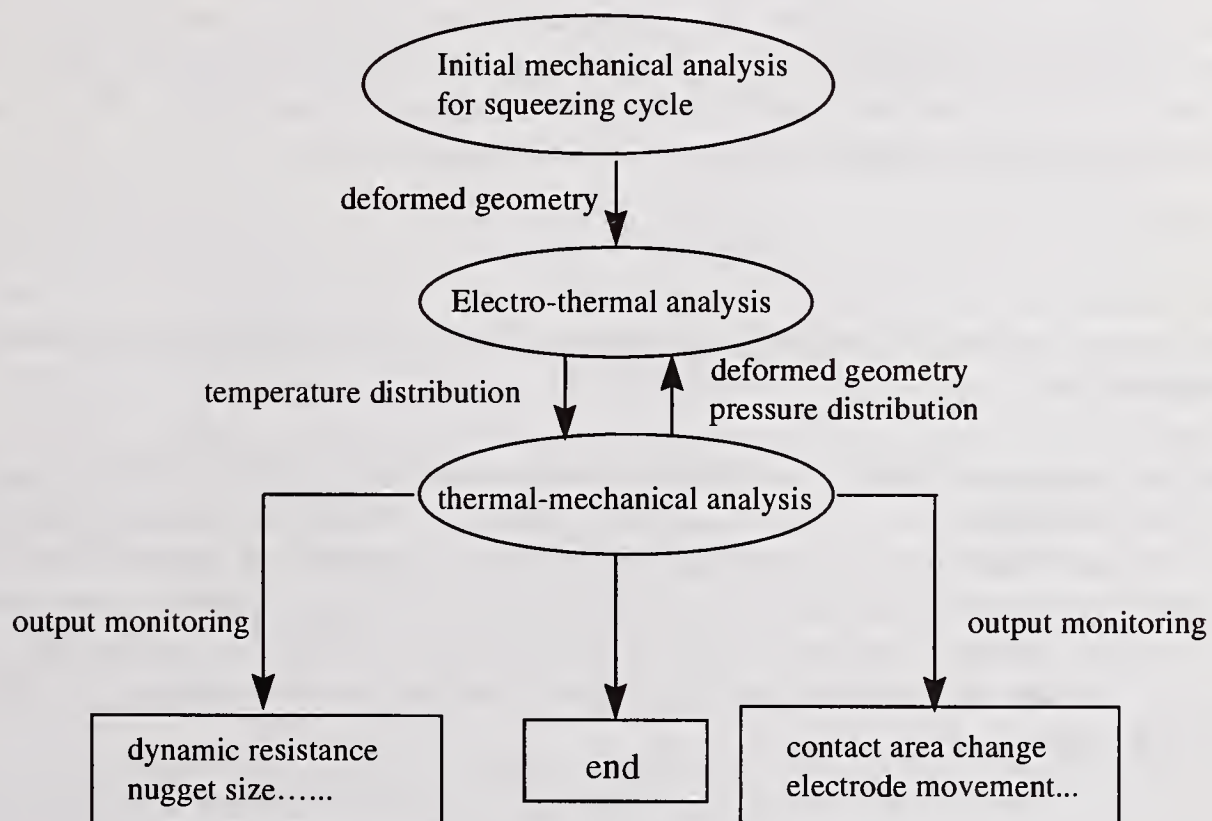 Initial mechanical analysis
for squeezing cycle
deformed geometry
Electro-thermal analysis
temperature distribution
deformed geometry
pressure distribution
thermal-mechanical analysis
output monitoring
output monitoring
dynamic resistance
nugget size......
end
contact area change
electrode movement...